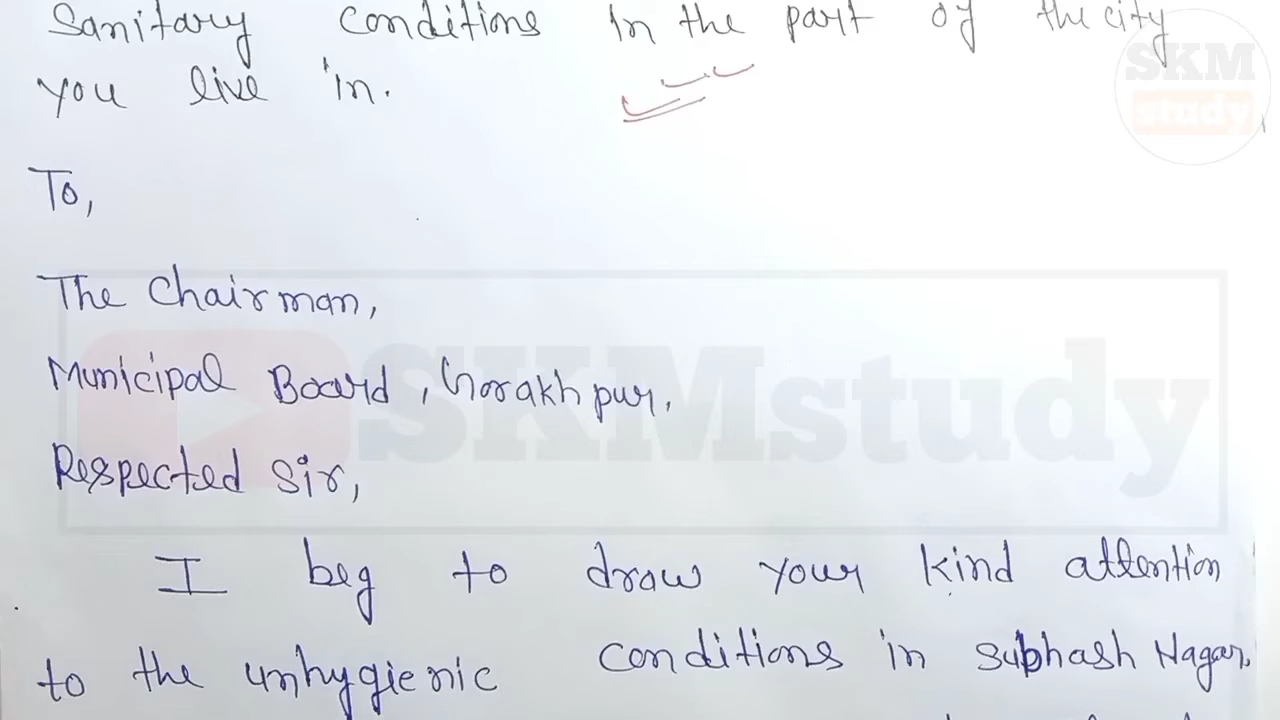 Sanitary conditions in the part of the city
you live in.
SKM
study
To,
The Chairman,
Municipal Board, Gorakhpur,
SKMstudy
Respected Sir,
I beg to draw your kind attention
to the unhygienic conditions in Subhash Nagar.